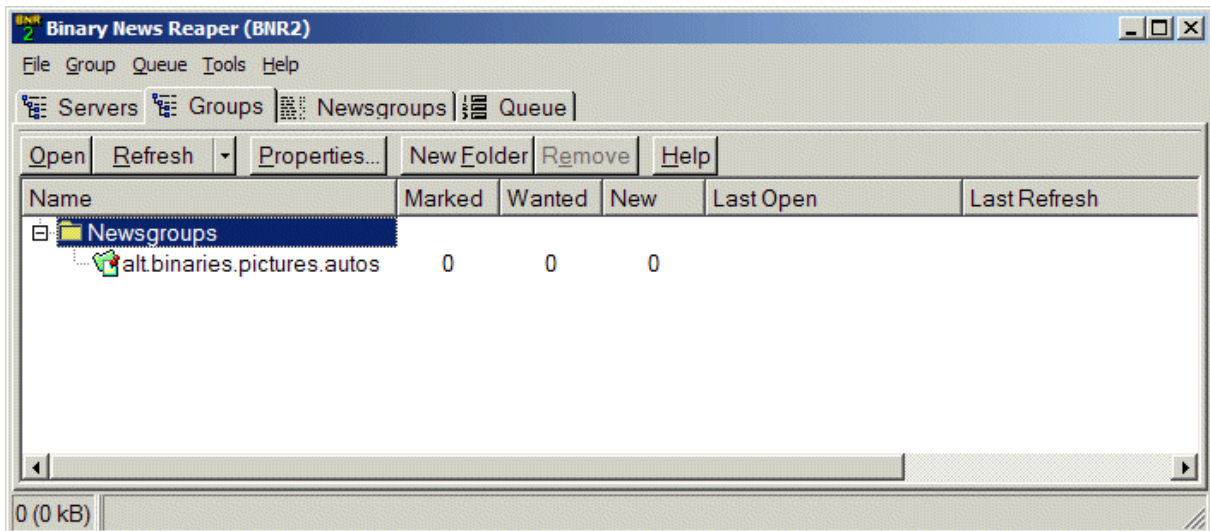 BNR 2 Binary News Reaper (BNR2)
File Group Queue Tools Help
Servers Groups Newsgroups Queue
Open Refresh Properties... New Folder Remove Help
Name Marked Wanted New Last Open Last Refresh
Newsgroups
alt.binaries.pictures.autos 0 0 0
0 (0 kB)